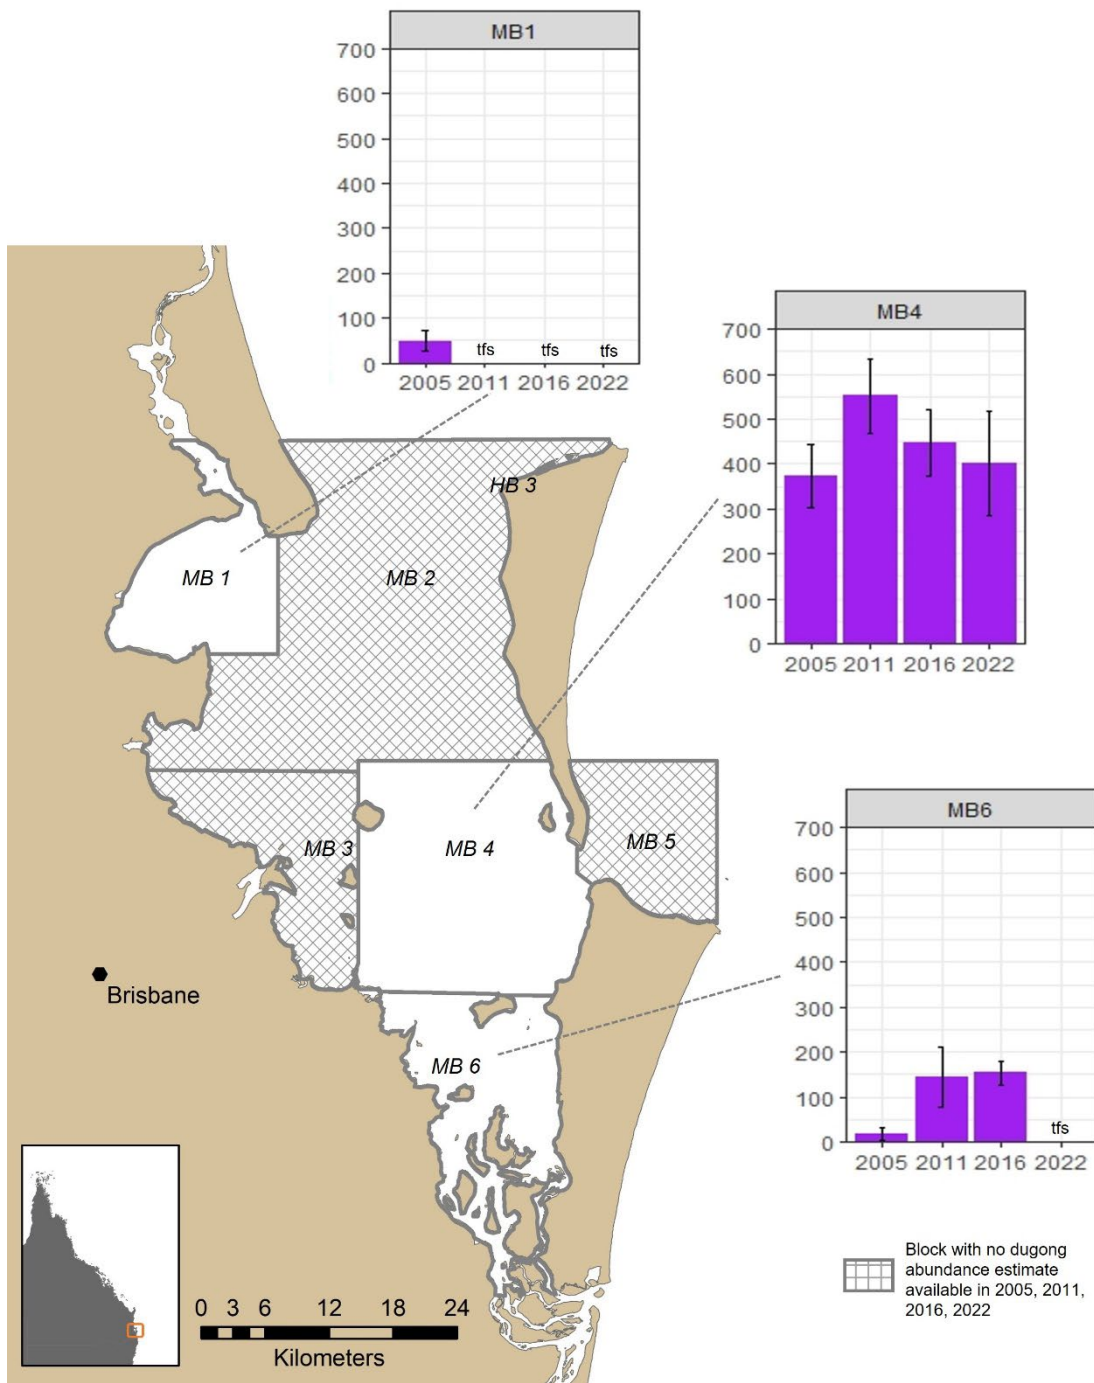 MB1
700
600
500
400
300
200
100
0
tfs tfs tfs
2005 2011 2016 2022
MB4
700
600
500
400
300
200
100
0
2005 2011 2016 2022
HB 3
MB 1
MB 2
MB 3
MB 4
MB 5
MB6
700
600
500
400
300
200
100
0
tfs
2005 2011 2016 2022
Brisbane
MB 6
0 3 6 12 18 24
Kilometers
Block with no dugong
abundance estimate
available in 2005, 2011,
2016, 2022